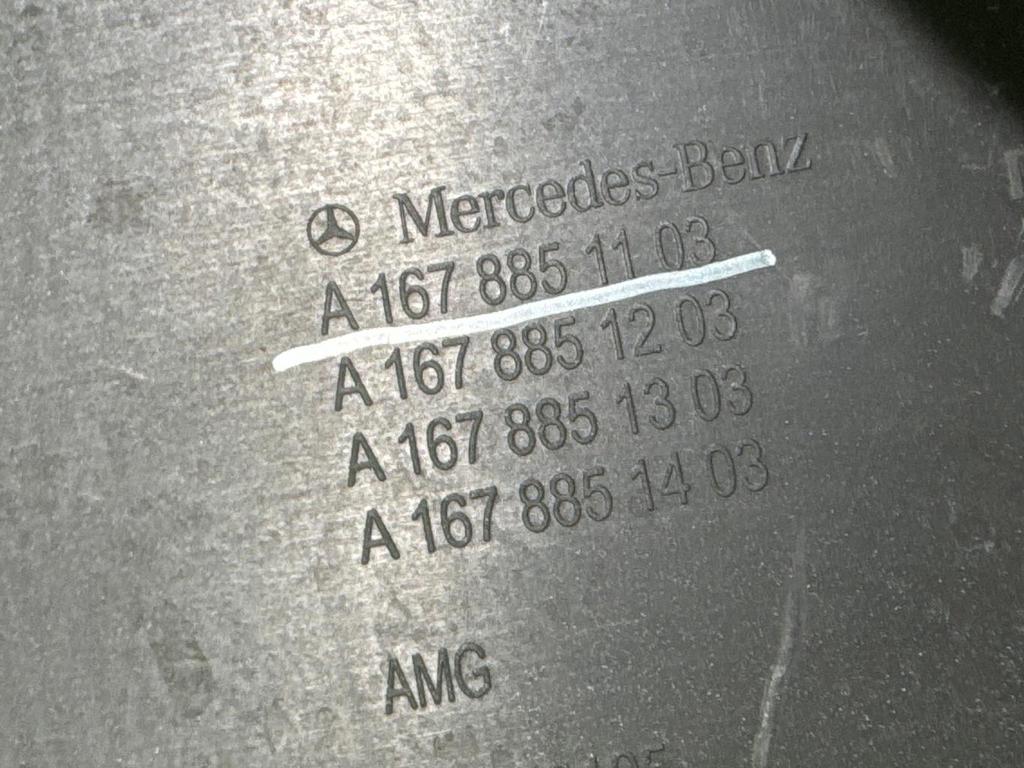 Mercedes-Benz
A 167 885 11 03
A 167 885 12 03
A 167 885 13 03
A 167 885 14 03
AMG